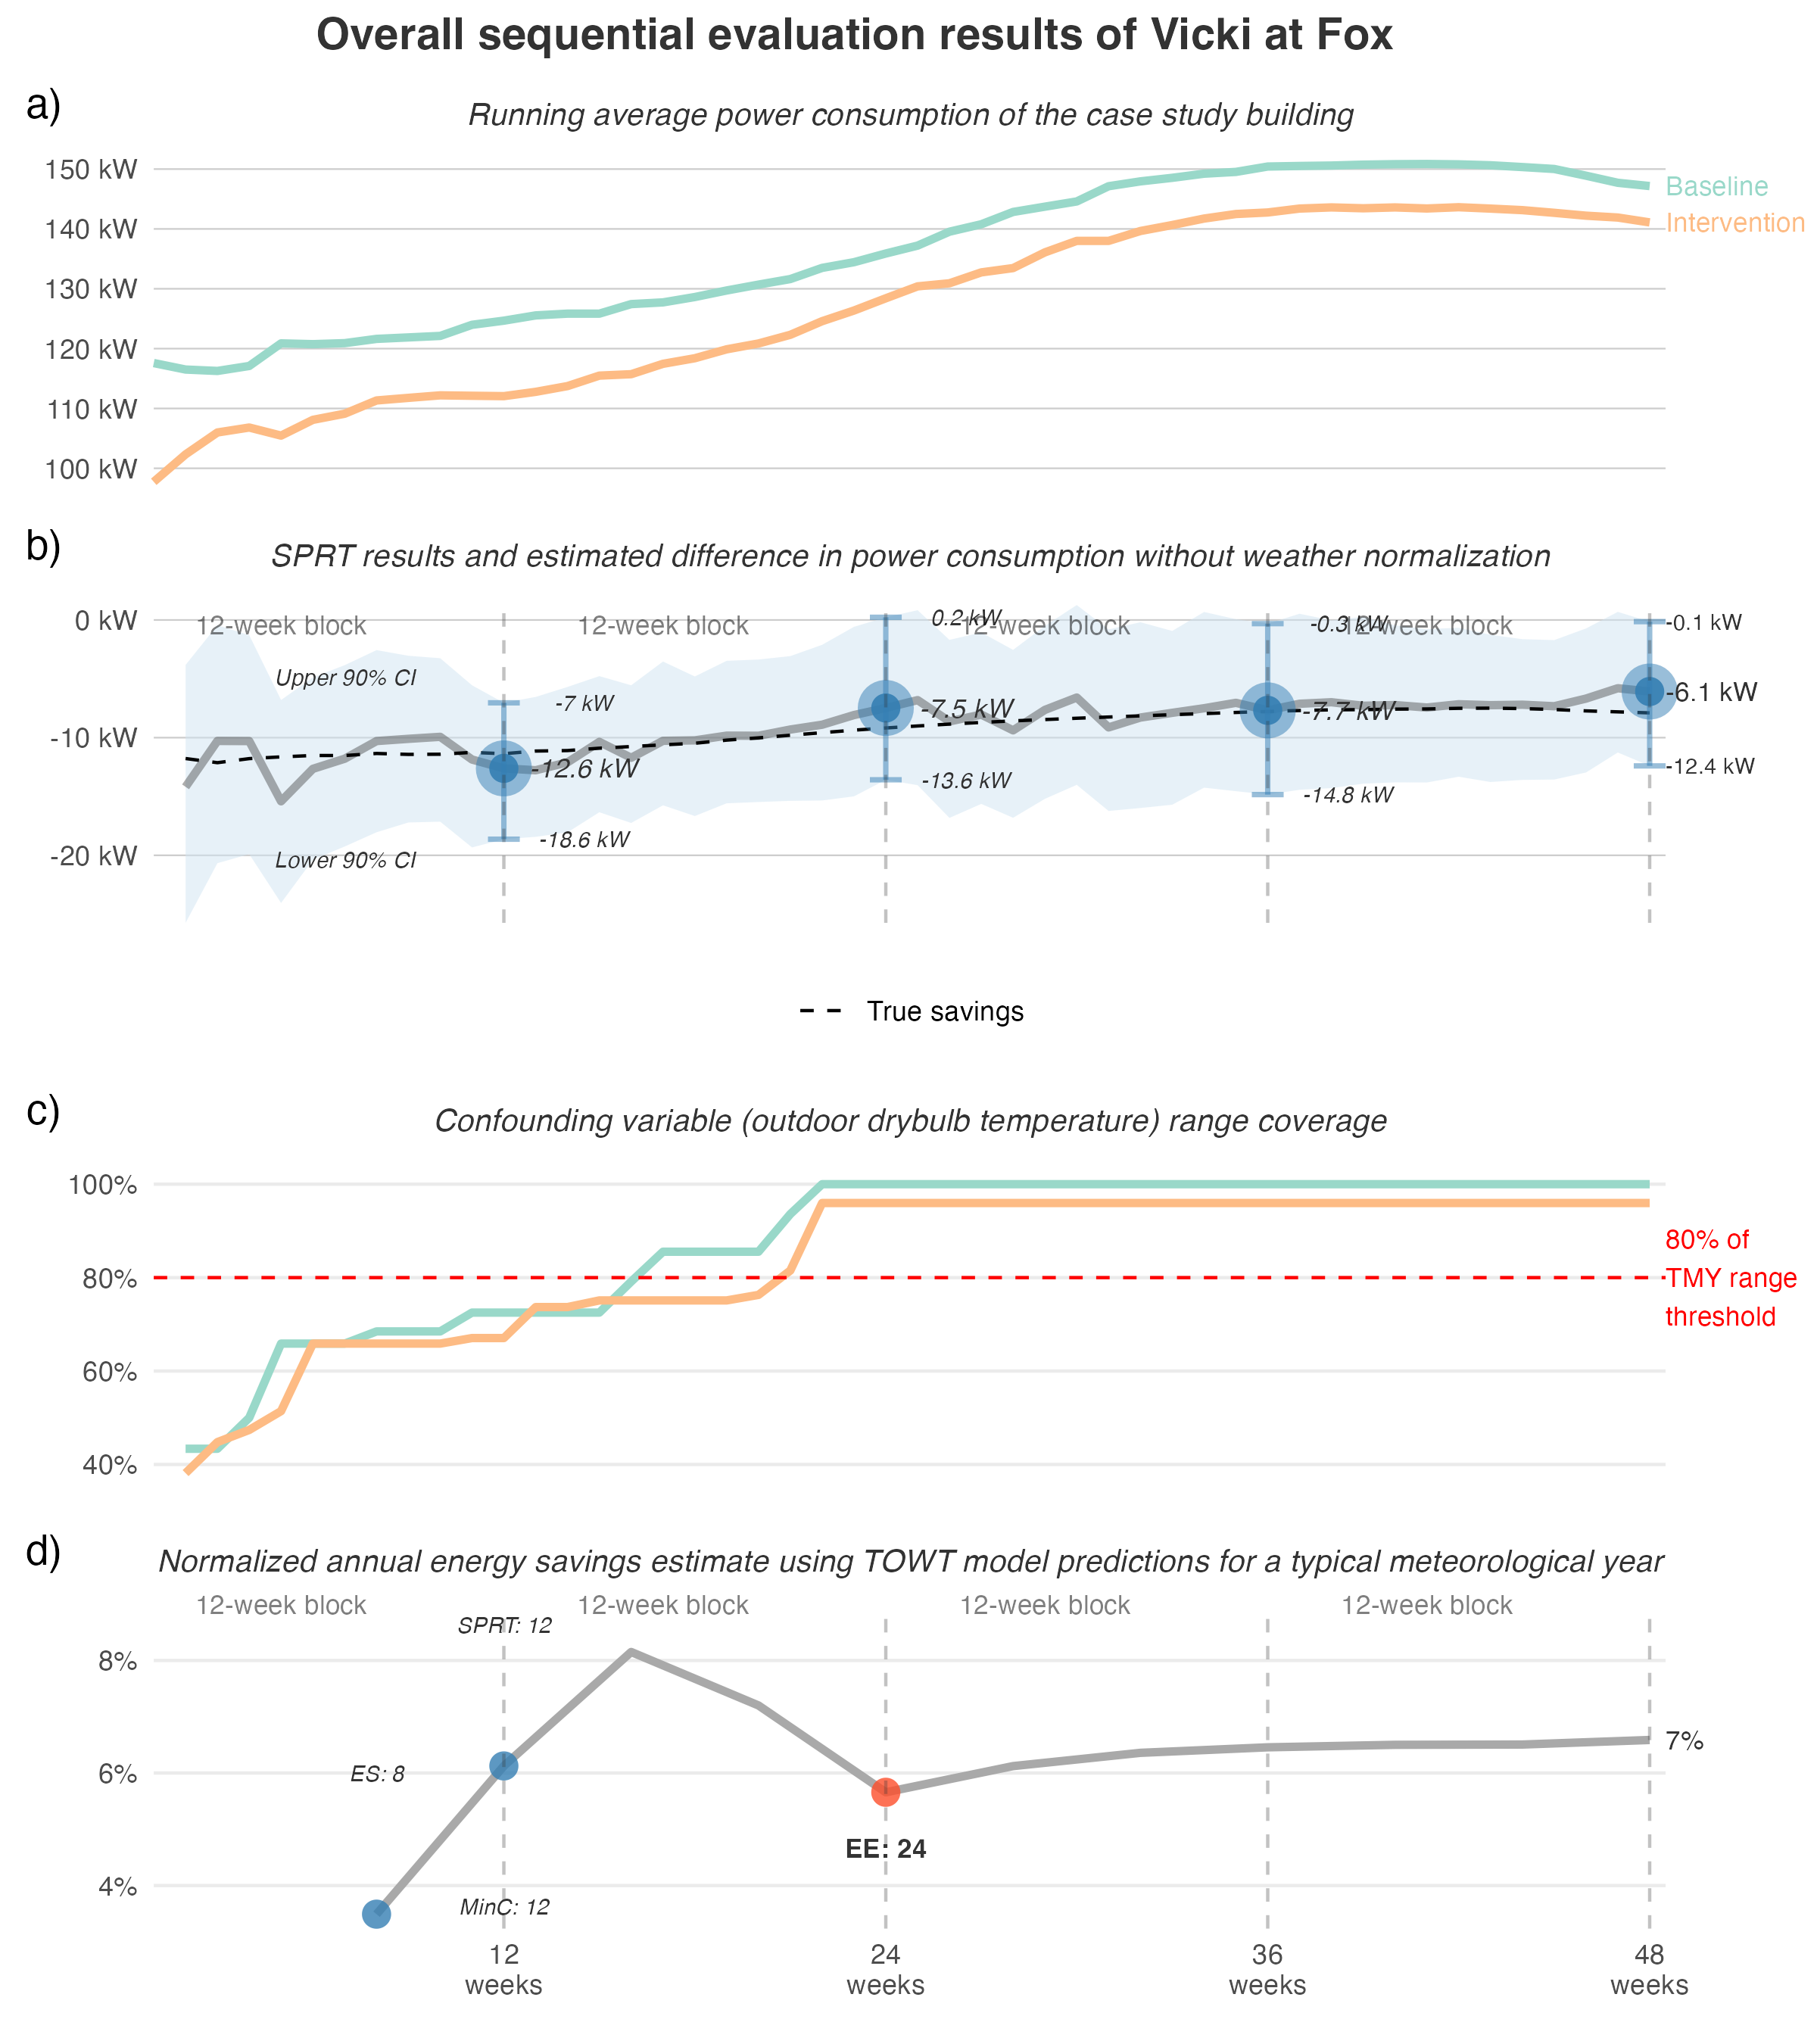 Overall sequential evaluation results of Vicki at Fox
a)
Running average power consumption of the case study building
150 kW
140 kW
130 kW
120 kW
110 kW
100 kW
Baseline
Intervention
b)
SPRT results and estimated difference in power consumption without weather normalization
0 kW
-10 kW
-20 kW
12-week block
12-week block
12-week block
12-week block
Upper 90% CI
Lower 90% CI
-7 kW
-12.6 kW
-18.6 kW
0.2 kW
-7.5 kW
-13.6 kW
-0.3 kW
-7.7 kW
-14.8 kW
-0.1 kW
-6.1 kW
-12.4 kW
True savings
c)
Confounding variable (outdoor drybulb temperature) range coverage
100%
80%
60%
40%
80% of
TMY range
threshold
d)
Normalized annual energy savings estimate using TOWT model predictions for a typical meteorological year
12-week block
12-week block
12-week block
12-week block
8%
6%
4%
SPRT: 12
ES: 8
MinC: 12
EE: 24
7%
12
weeks
24
weeks
36
weeks
48
weeks